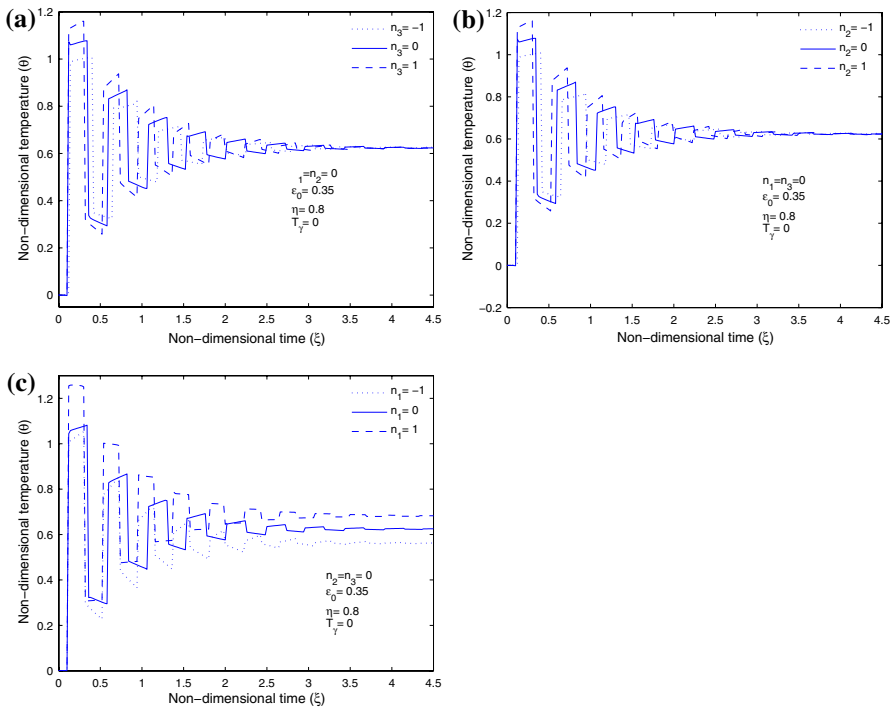 (a)
1.2
1
0.8
0.6
0.4
0.2
0
Non−dimensional temperature (θ)
n3= −1
n3= 0
n3= 1
1=n2= 0
ε0= 0.35
η= 0.8
Tγ= 0
0 0.5 1 1.5 2 2.5 3 3.5 4 4.5
Non−dimensional time (ξ)
(b)
1.2
1
0.8
0.6
0.4
0.2
0
−0.2
Non−dimensional temperature (θ)
n2= −1
n2= 0
n2= 1
n1=n3=0
ε0= 0.35
η= 0.8
Tγ= 0
0 0.5 1 1.5 2 2.5 3 3.5 4 4.5
Non−dimensional time (ξ)
(c)
1.2
1
0.8
0.6
0.4
0.2
0
Non−dimensional temperature (θ)
n1= −1
n1= 0
n1= 1
n2=n3= 0
ε0= 0.35
η= 0.8
Tγ= 0
0 0.5 1 1.5 2 2.5 3 3.5 4 4.5
Non−dimensional time (ξ)